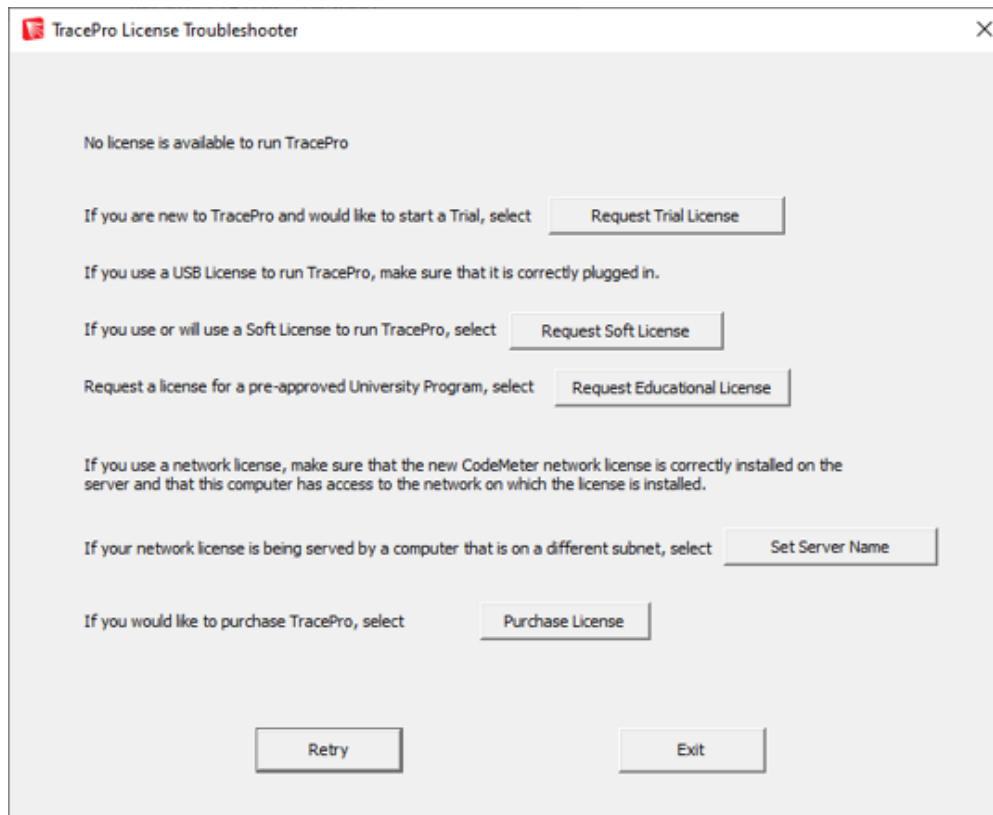 TracePro License Troubleshooter
No license is available to run TracePro
If you are new to TracePro and would like to start a Trial, select Request Trial License
If you use a USB License to run TracePro, make sure that it is correctly plugged in.
If you use or will use a Soft License to run TracePro, select Request Soft License
Request a license for a pre-approved University Program, select Request Educational License
If you use a network license, make sure that the new CodeMeter network license is correctly installed on the
server and that this computer has access to the network on which the license is installed.
If your network license is being served by a computer that is on a different subnet, select Set Server Name
If you would like to purchase TracePro, select Purchase License
Retry Exit